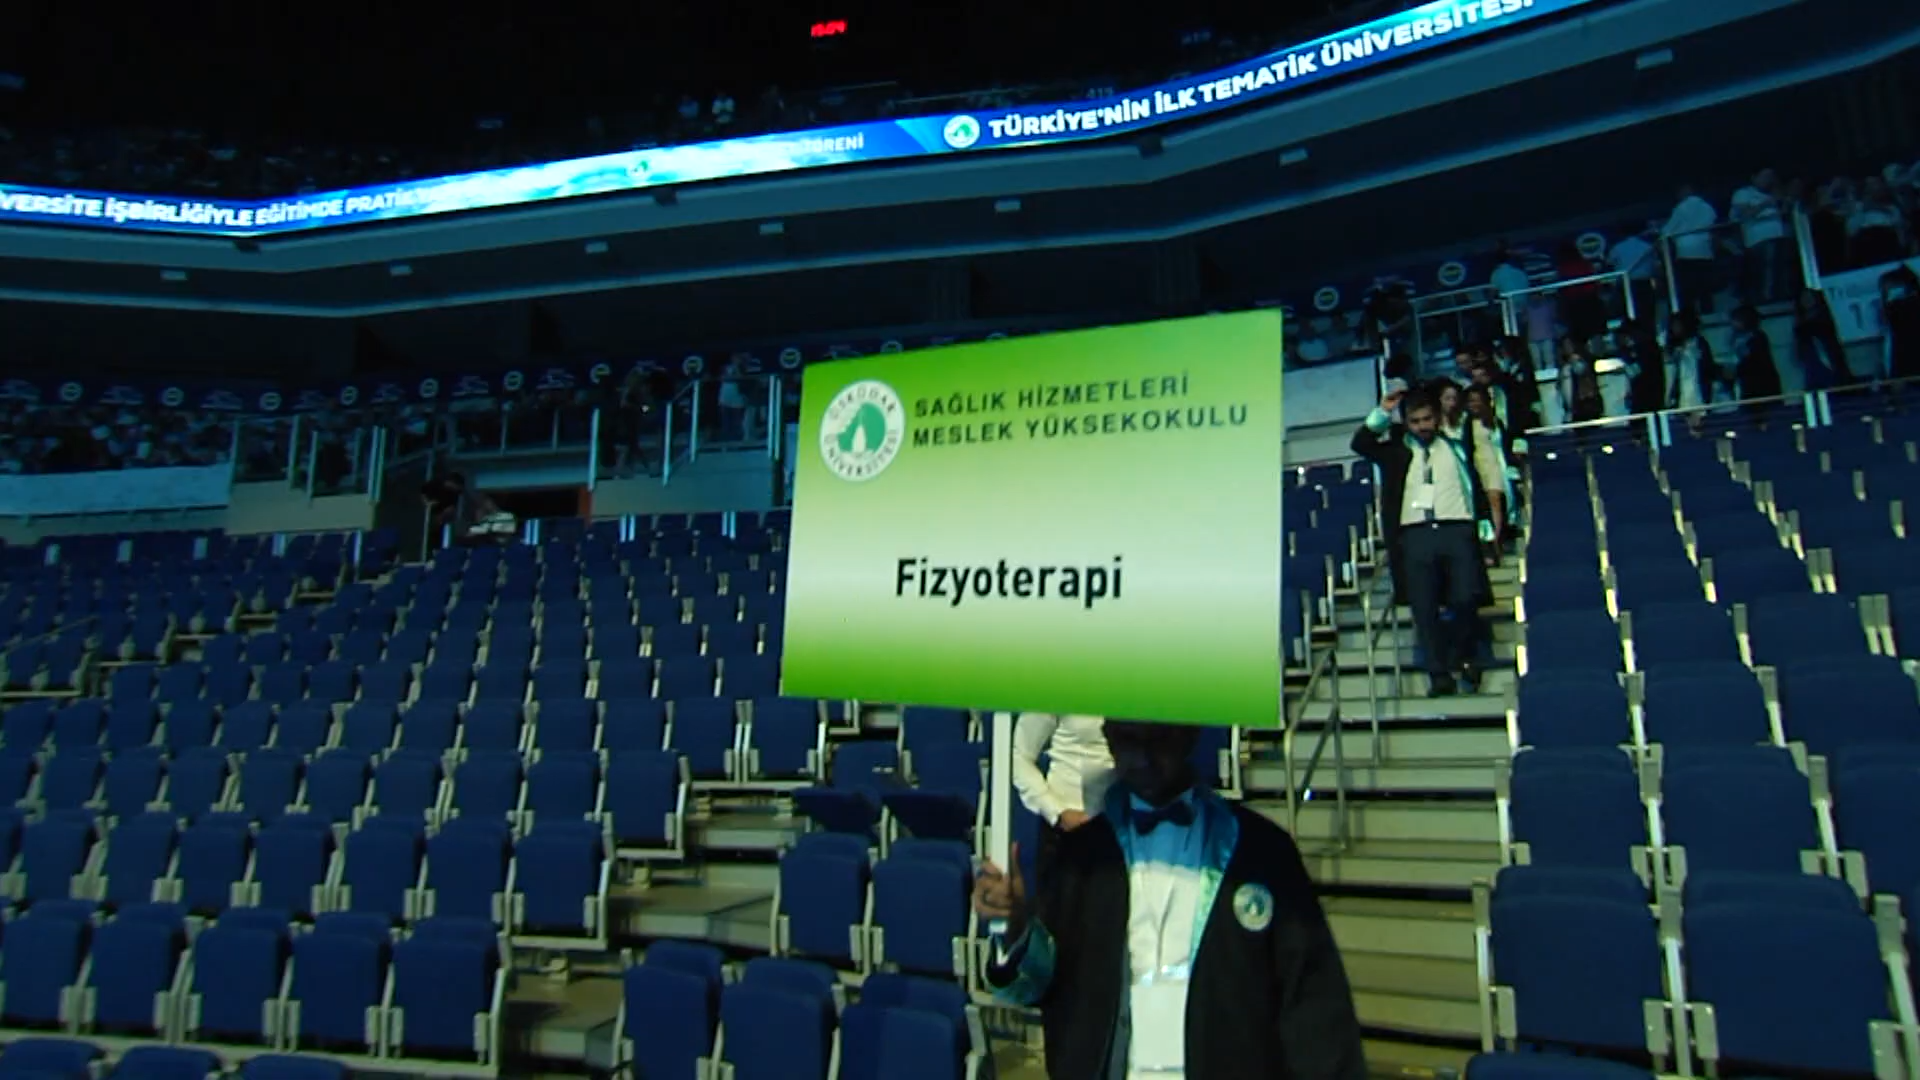 TÜRKİYE'NİN İLK TEMATİK ÜNİVERSİTESİ
VERSİTE İŞBİRLİĞİYLE EĞİTİMDE PRATİK
ÜSKÜDAR ÜNİVERSİTESİ
SAĞLIK HİZMETLERİ
MESLEK YÜKSEKOKULU
Fizyoterapi